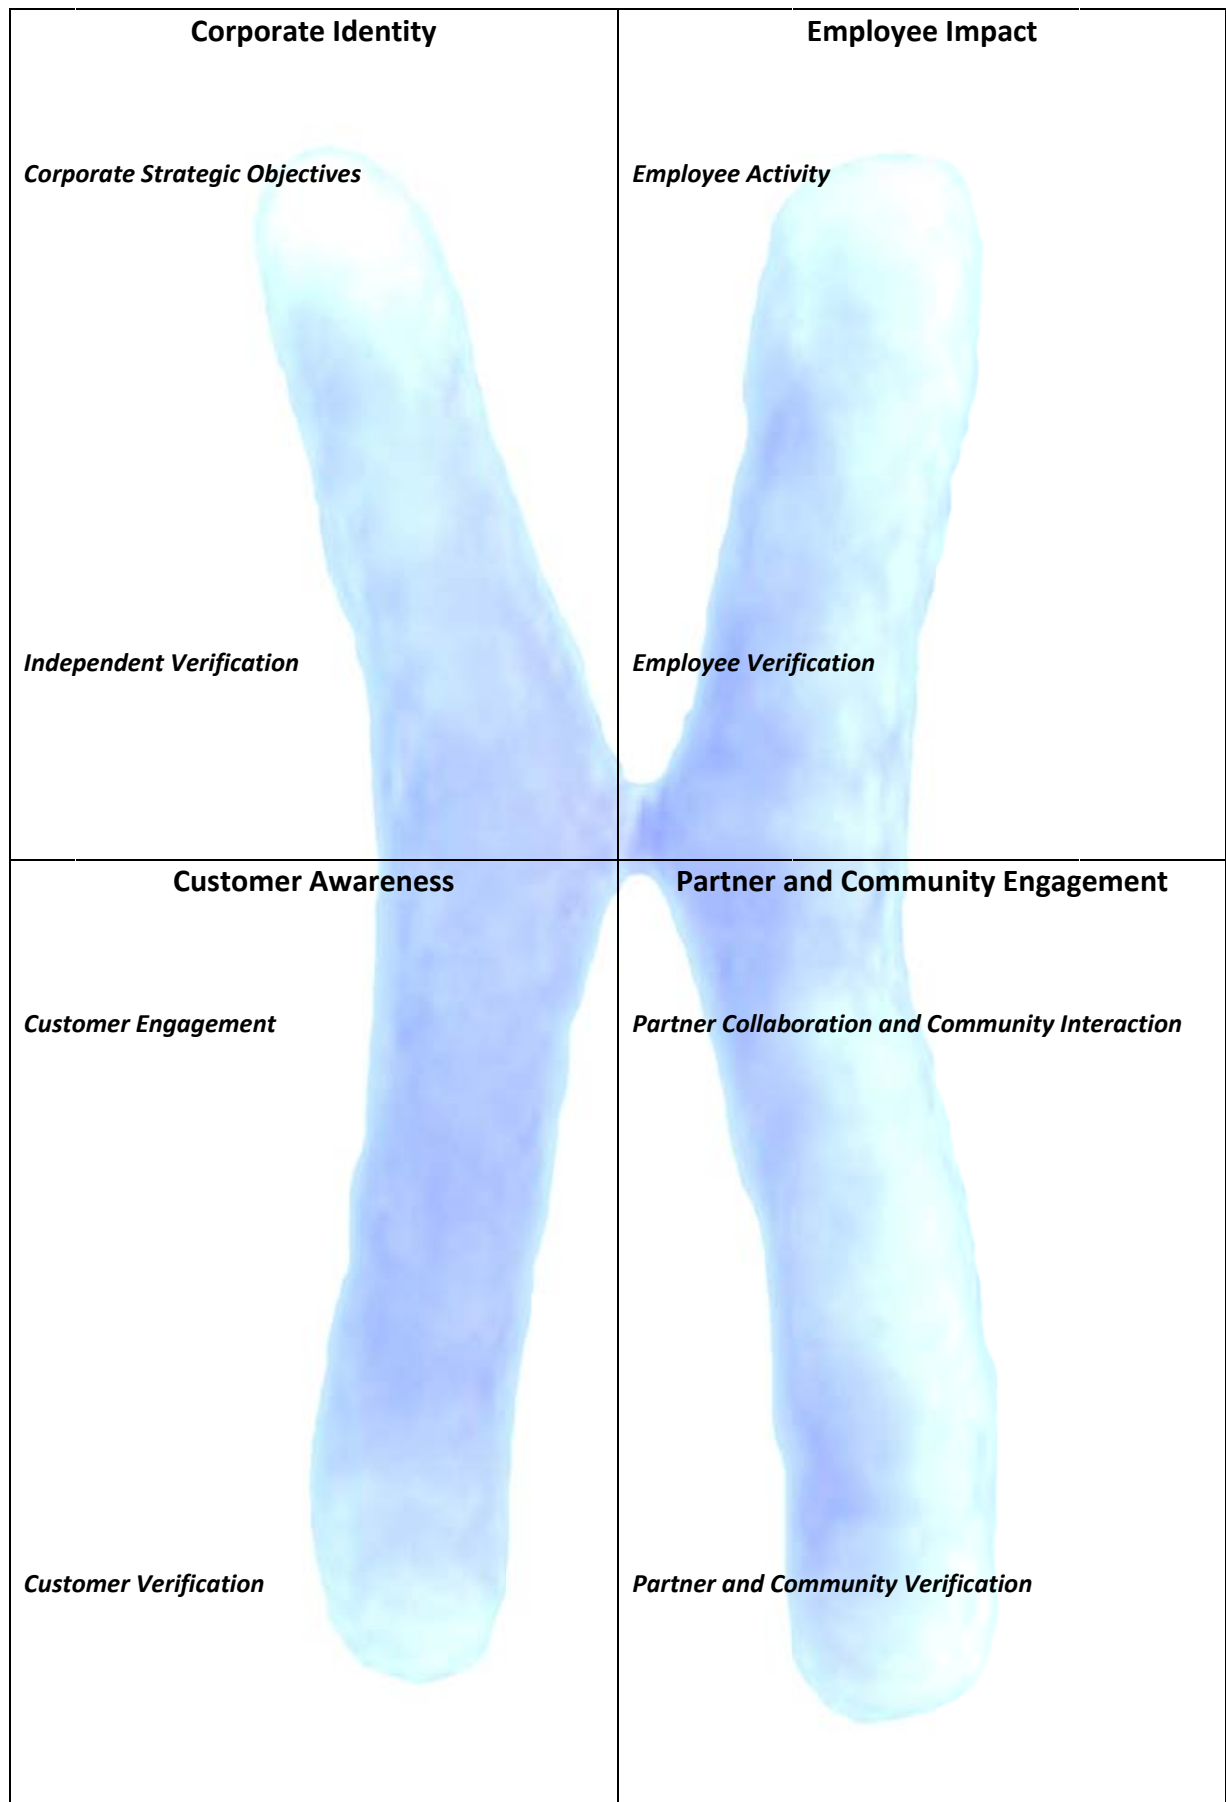 Corporate Identity
Corporate Strategic Objectives
Independent Verification
Employee Impact
Employee Activity
Employee Verification
Customer Awareness
Customer Engagement
Customer Verification
Partner and Community Engagement
Partner Collaboration and Community Interaction
Partner and Community Verification